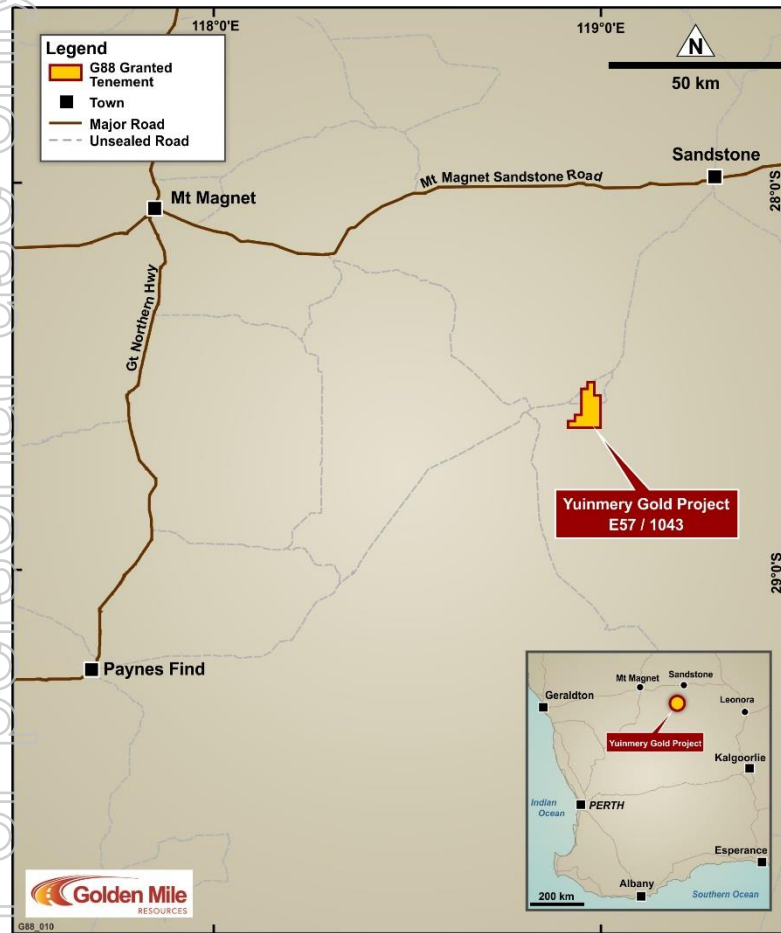 118°0'E
119°0'E
Legend
G88 Granted
Tenement
Town
Major Road
Unsealed Road
N
50 km
Mt Magnet
Mt Magnet Sandstone Road
Sandstone
28°0'S
Gt Northern Hwy
Yuinmery Gold Project
E57 / 1043
29°0'S
Paynes Find
Mt Magnet
Sandstone
Geraldton
Leonora
Yuinmery Gold Project
Kalgoorlie
Indian
Ocean
PERTH
Esperance
Albany
Southern Ocean
200 km
Golden Mile
RESOURCES
G88_010